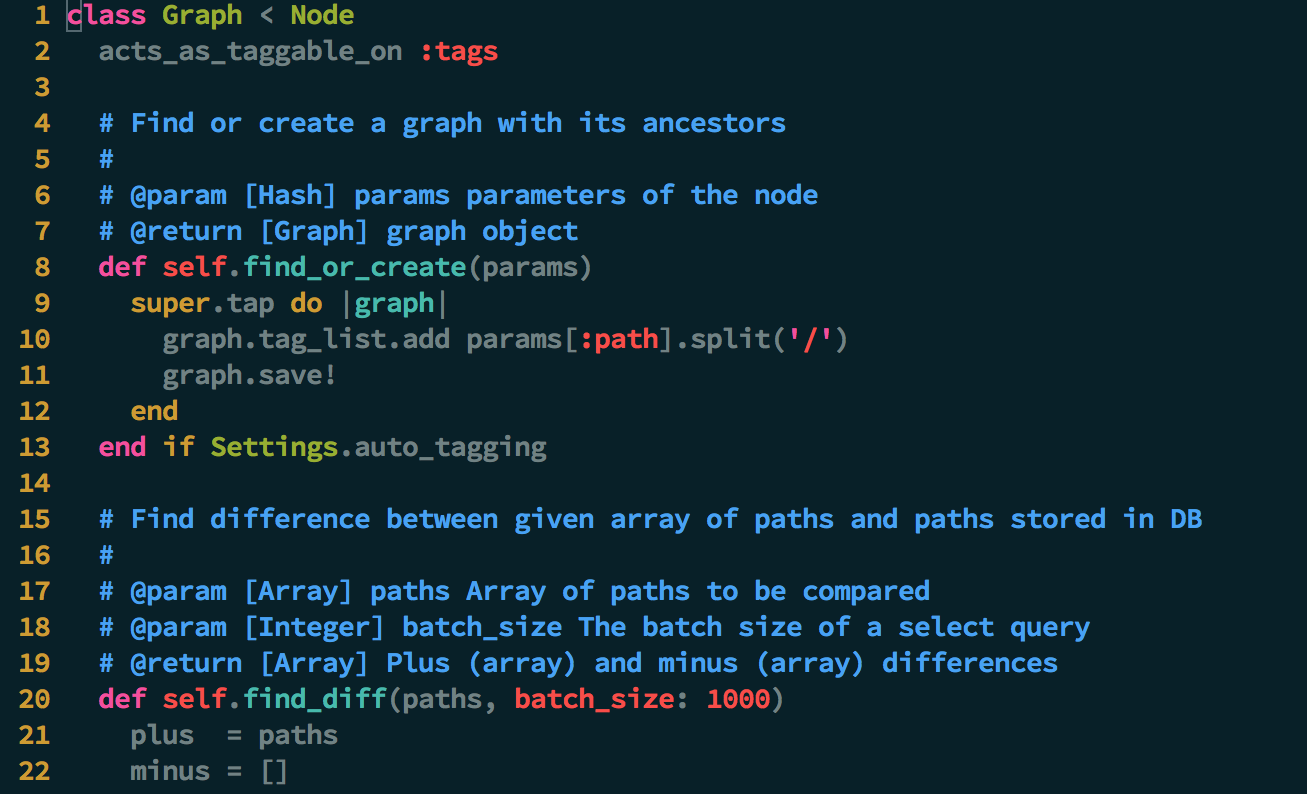 1 class Graph < Node
2   acts_as_taggable_on :tags
3
4   # Find or create a graph with its ancestors
5   #
6   # @param [Hash] params parameters of the node
7   # @return [Graph] graph object
8   def self.find_or_create(params)
9     super.tap do |graph|
10       graph.tag_list.add params[:path].split('/')
11       graph.save!
12     end
13   end if Settings.auto_tagging
14
15   # Find difference between given array of paths and paths stored in DB
16   #
17   # @param [Array] paths Array of paths to be compared
18   # @param [Integer] batch_size The batch size of a select query
19   # @return [Array] Plus (array) and minus (array) differences
20   def self.find_diff(paths, batch_size: 1000)
21     plus  = paths
22     minus = []